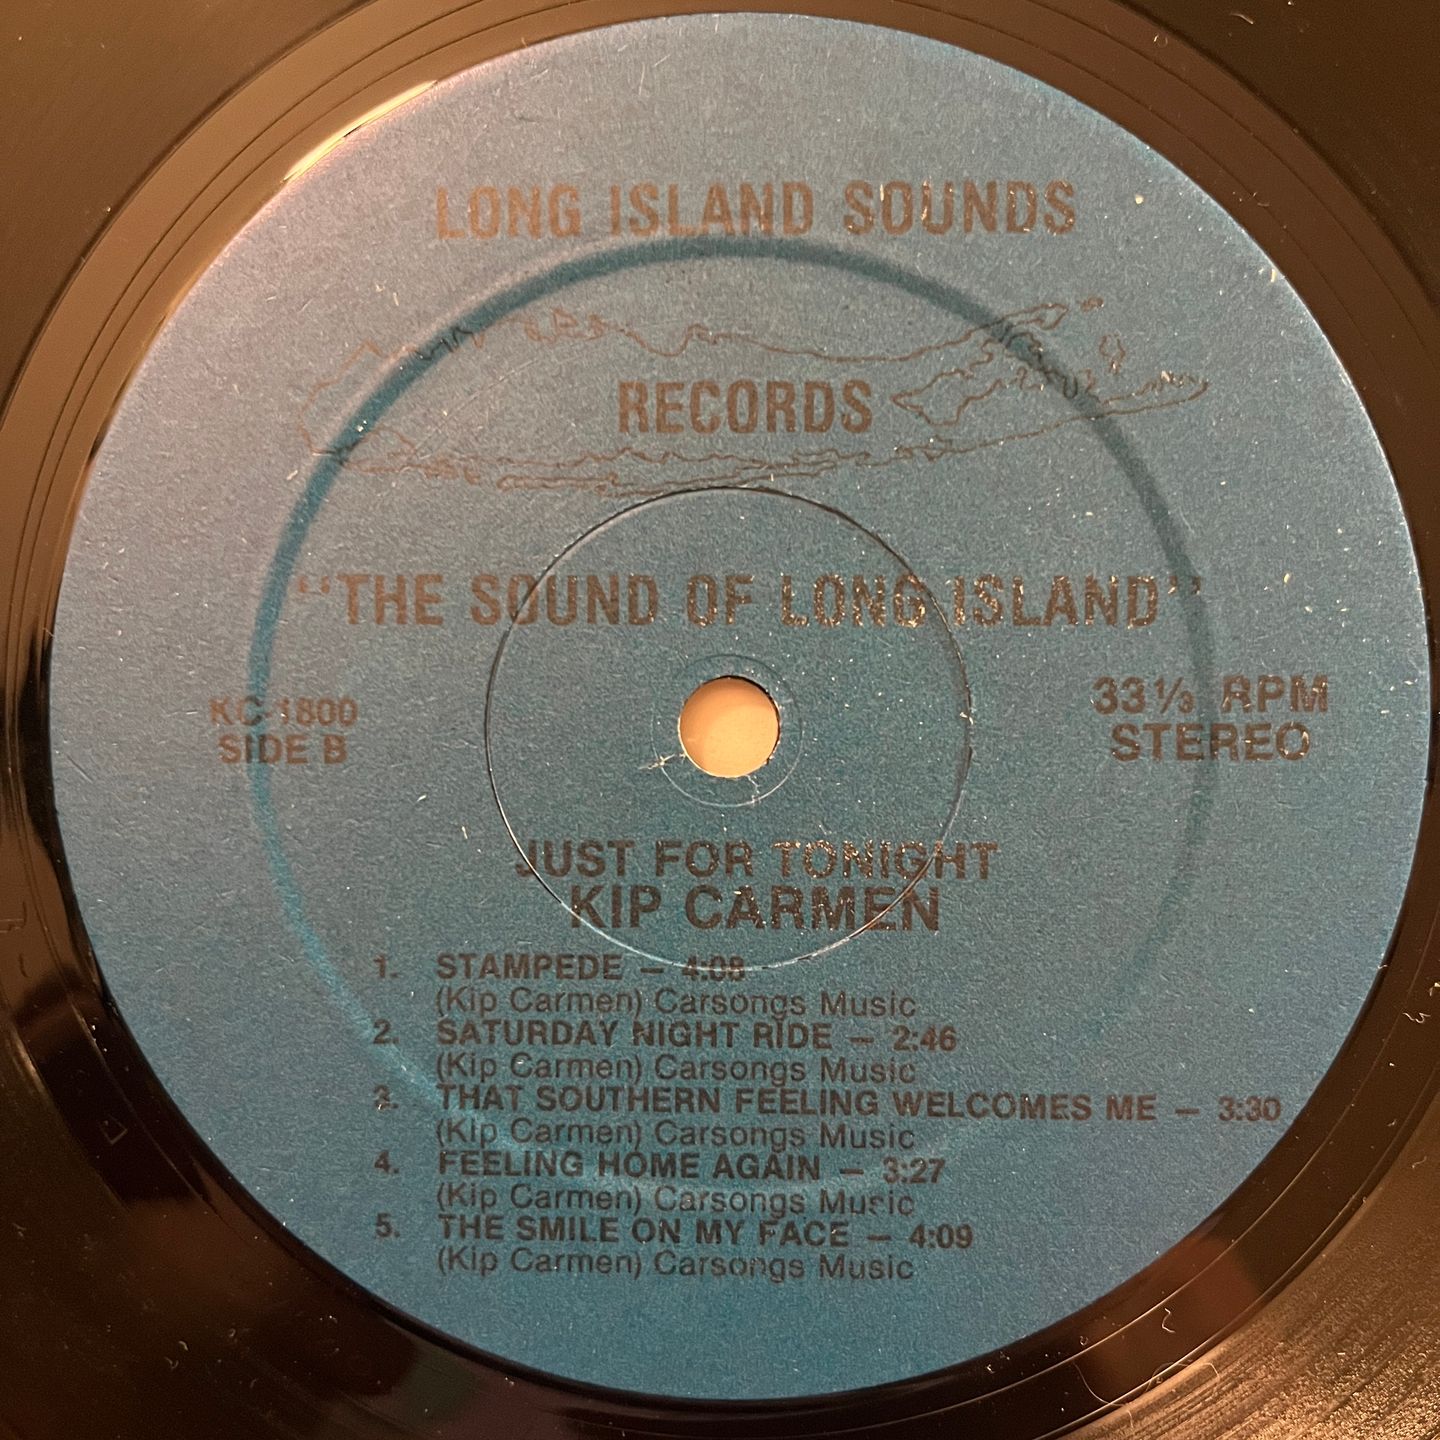 LONG ISLAND SOUNDS
RECORDS
"THE SOUND OF LONG ISLAND"
KC-1800
SIDE B
33⅓ RPM
STEREO
JUST FOR TONIGHT
KIP CARMEN
1. STAMPEDE — 4:08
(Kip Carmen) Carsongs Music
2. SATURDAY NIGHT RIDE — 2:46
(Kip Carmen) Carsongs Music
3. THAT SOUTHERN FEELING WELCOMES ME — 3:30
(Kip Carmen) Carsongs Music
4. FEELING HOME AGAIN — 3:27
(Kip Carmen) Carsongs Music
5. THE SMILE ON MY FACE — 4:09
(Kip Carmen) Carsongs Music